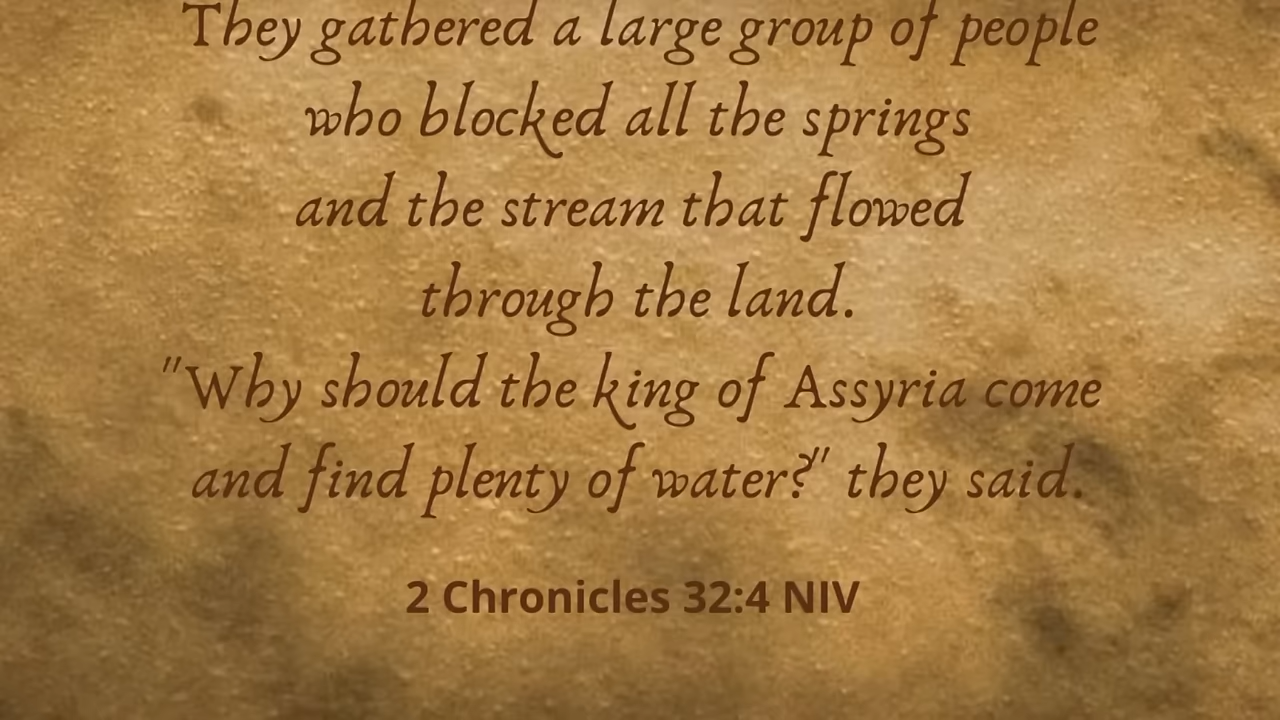 They gathered a large group of people
who blocked all the springs
and the stream that flowed
through the land.
"Why should the king of Assyria come
and find plenty of water?" they said.
2 Chronicles 32:4 NIV